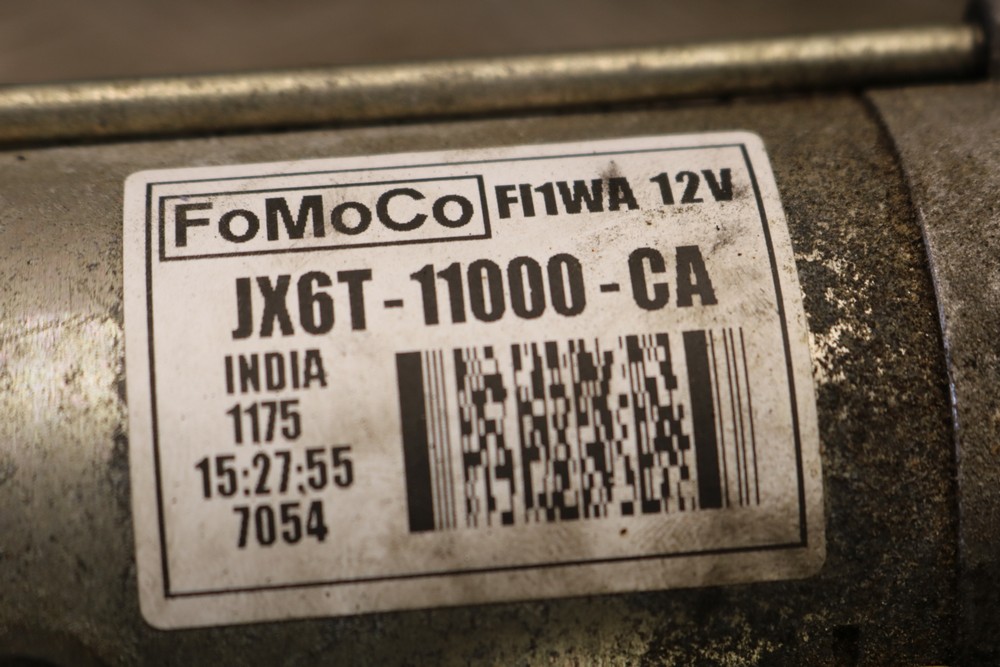 FoMoCo FI1WA 12V
JX6T-11000-CA
INDIA
1175
15:27:55
7054